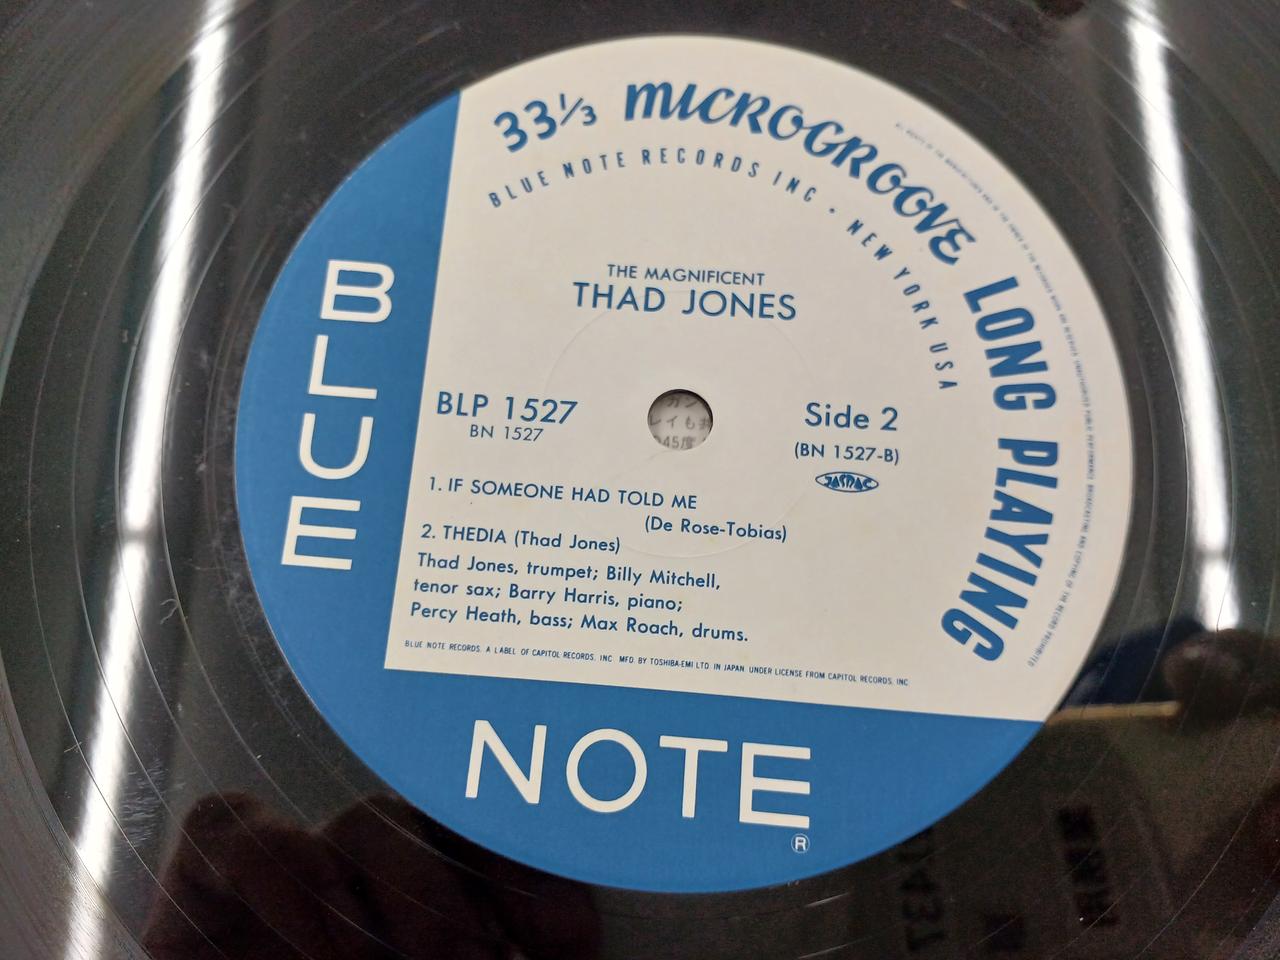 33⅓ MICROGROOVE LONG PLAYING
BLUE NOTE RECORDS INC • NEW YORK USA
THE MAGNIFICENT
THAD JONES
BLP 1527
BN 1527
Side 2
(BN 1527-B)
JASRAC
1. IF SOMEONE HAD TOLD ME
(De Rose-Tobias)
2. THEDIA (Thad Jones)
Thad Jones, trumpet; Billy Mitchell,
tenor sax; Barry Harris, piano;
Percy Heath, bass; Max Roach, drums.
BLUE NOTE RECORDS. A LABEL OF CAPITOL RECORDS, INC MFD. BY TOSHIBA-EMI LTD. IN JAPAN. UNDER LICENSE FROM CAPITOL RECORDS, INC
BLUE
NOTE
®